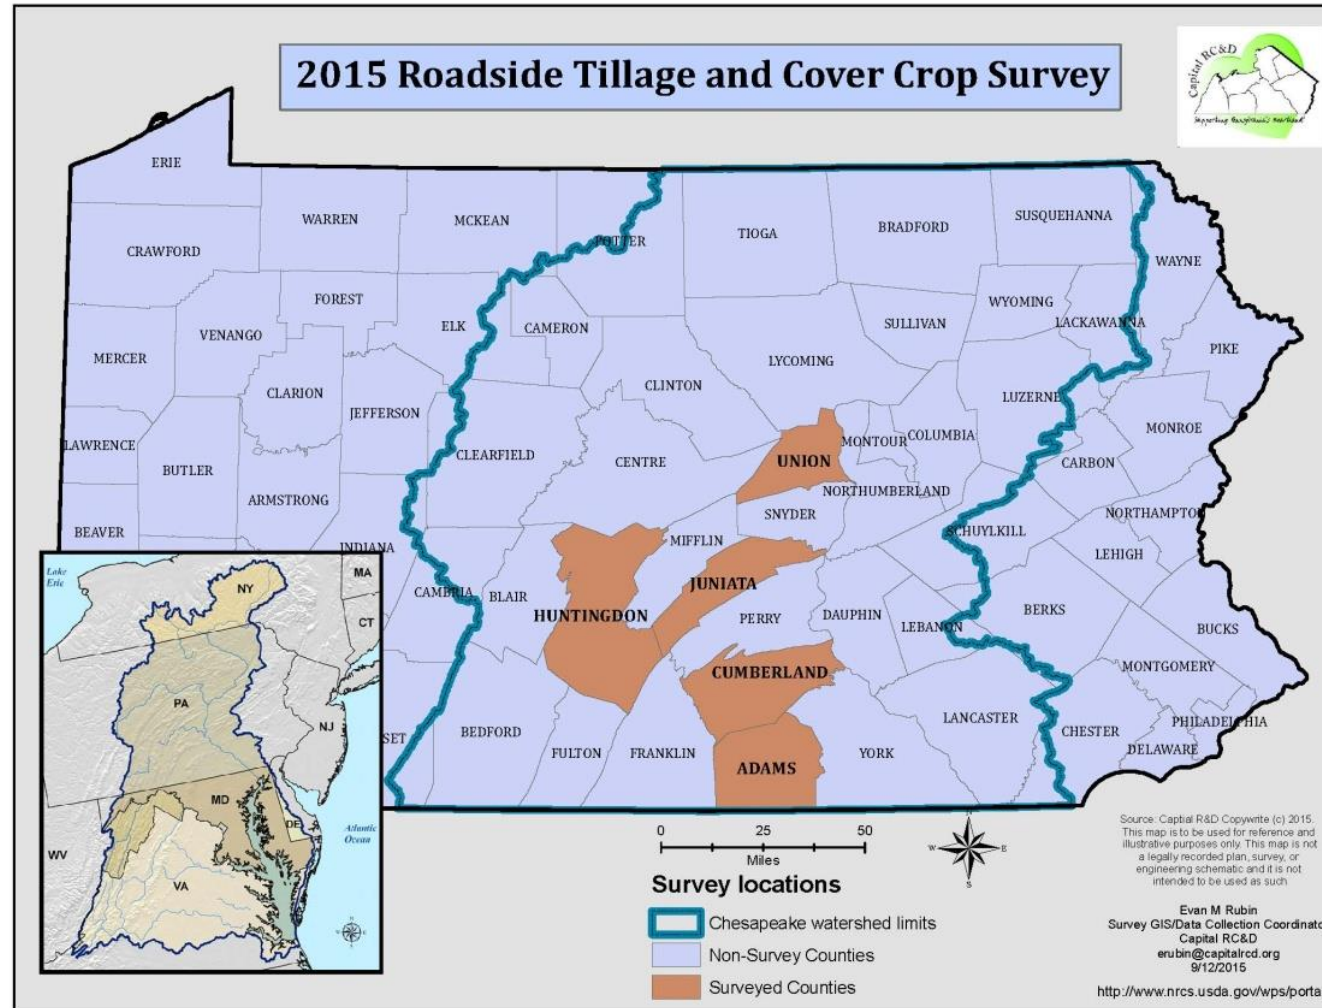 2015 Roadside Tillage and Cover Crop Survey
Capital RC&D
ERIE
WARREN
MCKEAN
POTTER
TIOGA
BRADFORD
SUSQUEHANNA
WAYNE
CRAWFORD
FOREST
VENANGO
ELK
CAMERON
SULLIVAN
WYOMING
LACKAWANNA
PIKE
MERCER
CLARION
JEFFERSON
CLINTON
LYCOMING
LUZERNE
MONROE
LAWRENCE
BUTLER
CLEARFIELD
CENTRE
UNION
MONTOUR
COLUMBIA
CARBON
ARMSTRONG
NORTHUMBERLAND
SNYDER
NORTHAMPTO
BEAVER
INDIANA
MIFFLIN
SCHUYLKILL
LEHIGH
CAMBRIA
BLAIR
HUNTINGDON
JUNIATA
PERRY
DAUPHIN
LEBANON
BERKS
BUCKS
CUMBERLAND
MONTGOMERY
SET
BEDFORD
FULTON
FRANKLIN
ADAMS
YORK
LANCASTER
CHESTER
DELAWARE
PHILADELPHIA
Lake
Erie
NY
MA
CT
PA
NJ
MD
DE
WV
VA
Atlantic
Ocean
0 25 50
Miles
N
W E
S
Survey locations
Chesapeake watershed limits
Non-Survey Counties
Surveyed Counties
Source: Captial R&D Copywrite (c) 2015.
This map is to be used for reference and
illustrative purposes only. This map is not
a legally recorded plan, survey, or
engineering schematic and it is not
intended to be used as such
Evan M Rubin
Survey GIS/Data Collection Coordinato
Capital RC&D
erubin@capitalrcd.org
9/12/2015
http://www.nrcs.usda.gov/wps/porta